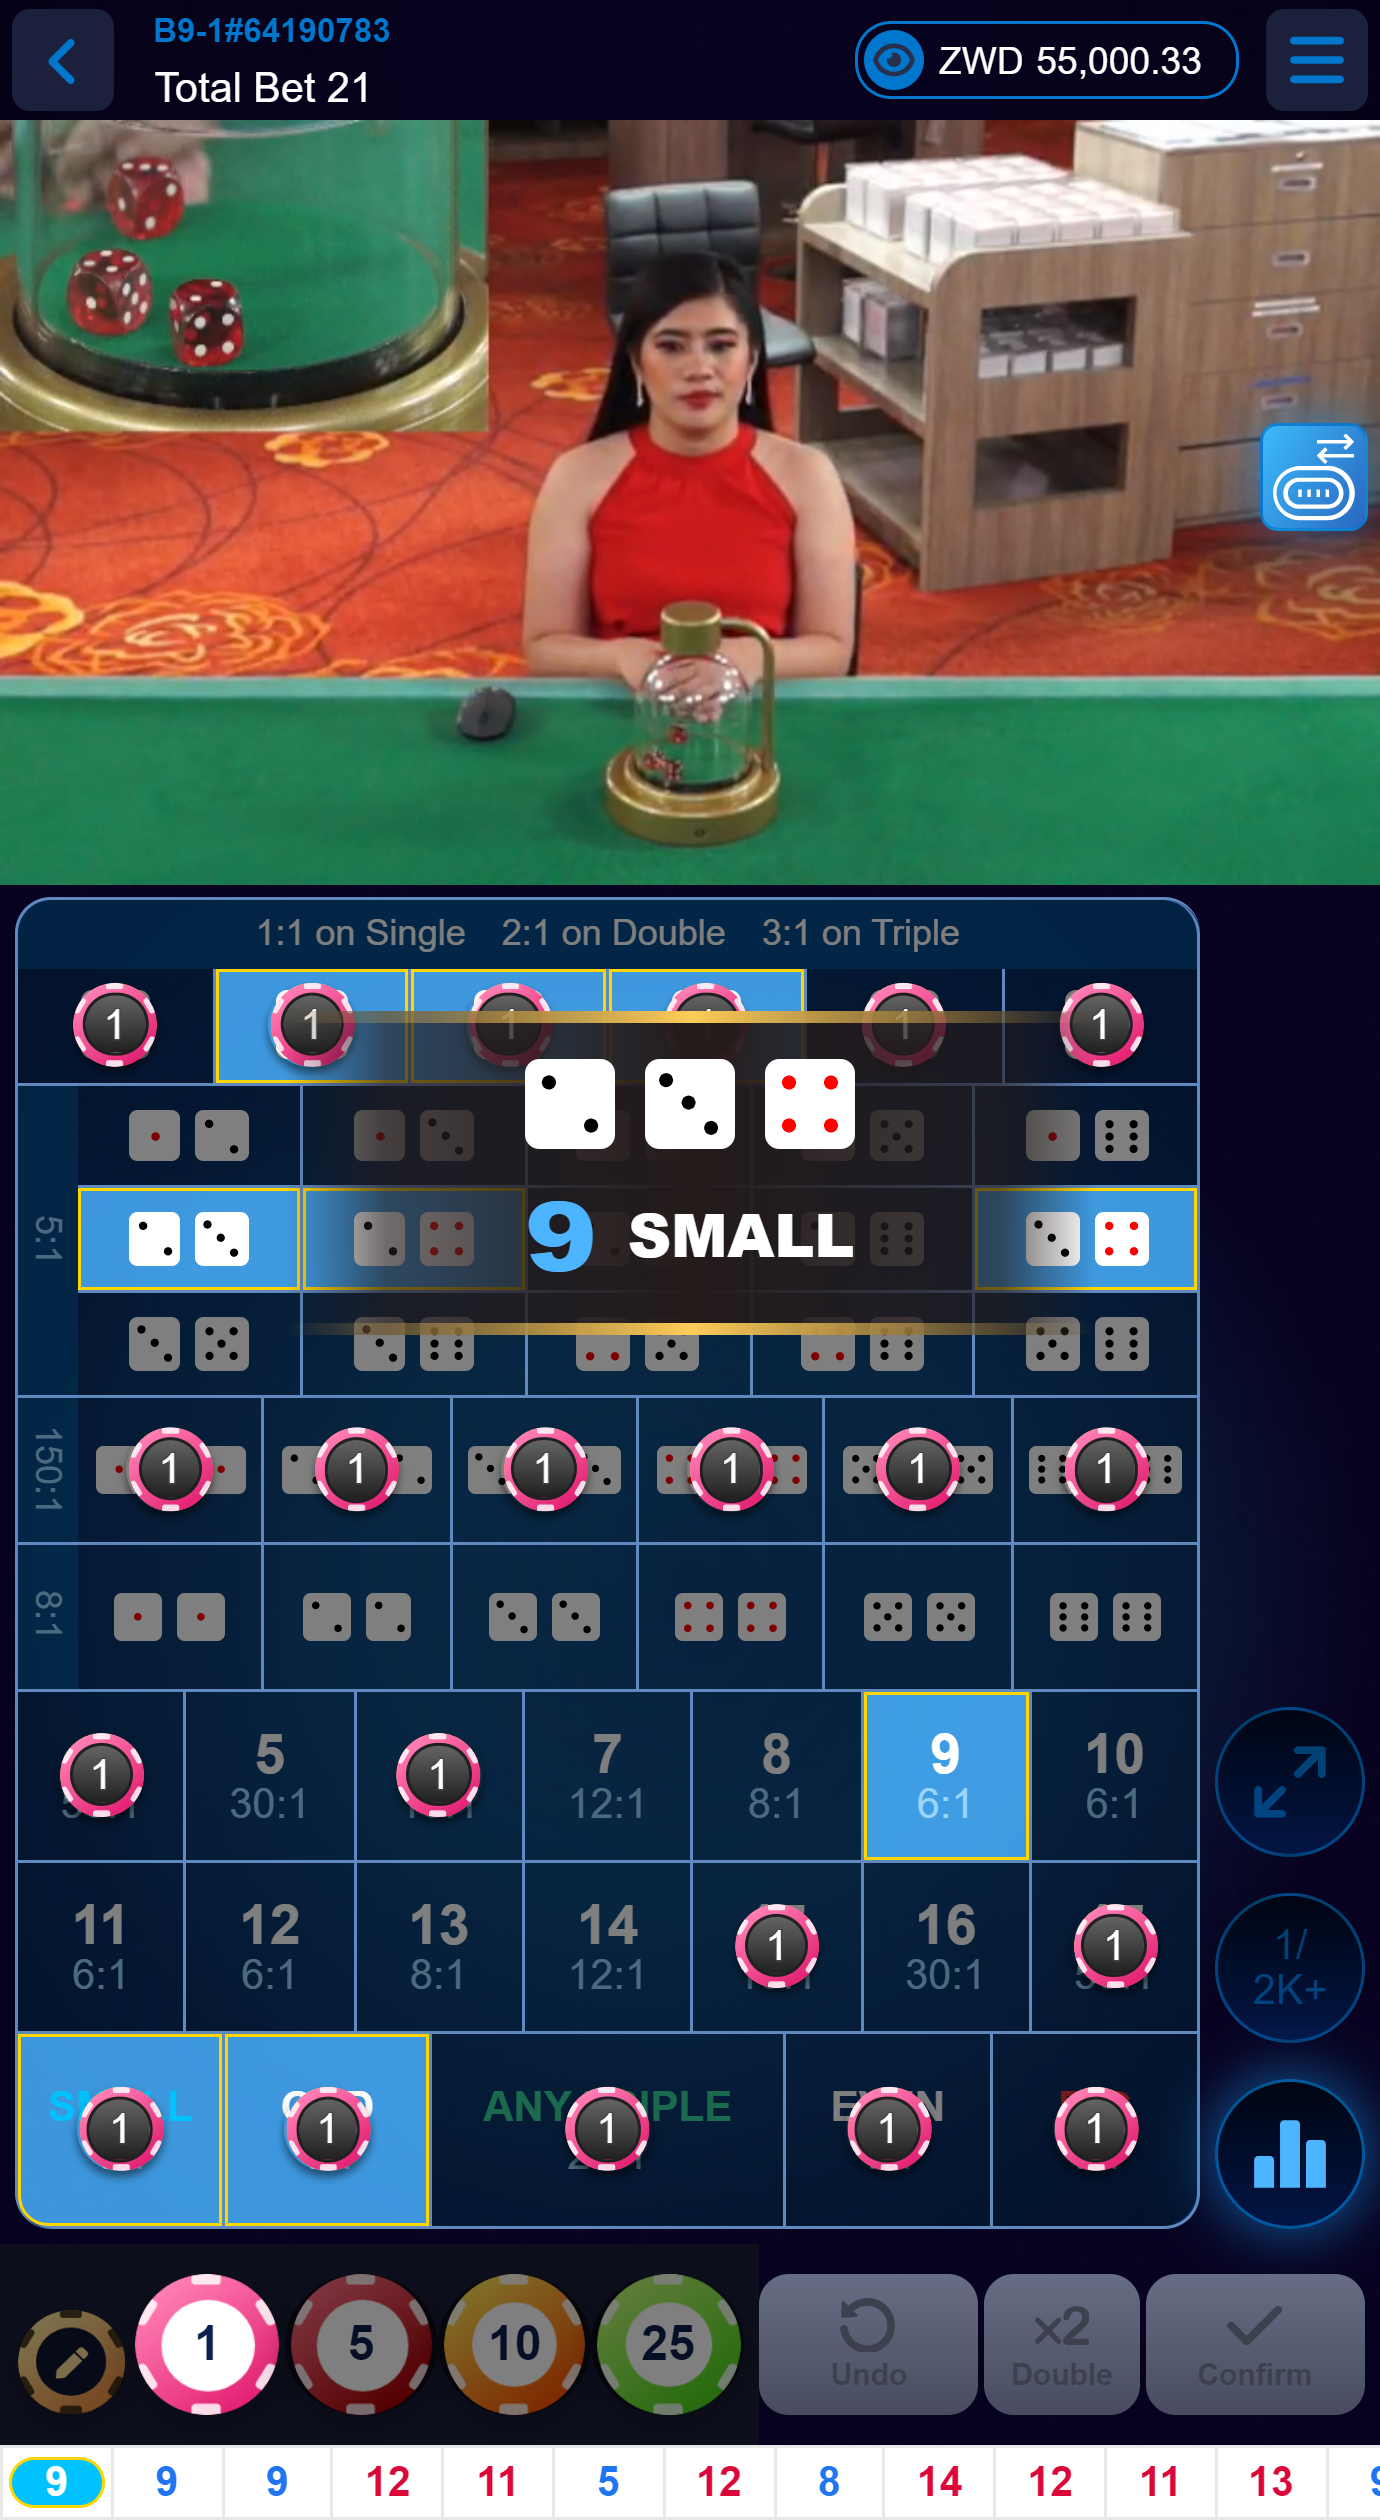 B9-1#64190783
Total Bet 21
ZWD 55,000.33
1:1 on Single 2:1 on Double 3:1 on Triple
1 1 1 1 1 1
5:1
9 SMALL
150:1
1 1 1 1 1 1
8:1
1 5 1 7 8 9 10
30:1 12:1 8:1 6:1 6:1
11 12 13 14 1 16 1
6:1 6:1 8:1 12:1 30:1
1 1 1 1 1
1/
2K+
1 5 10 25
Undo
x2
Double
Confirm
9 9 9 12 11 5 12 8 14 12 11 13 9